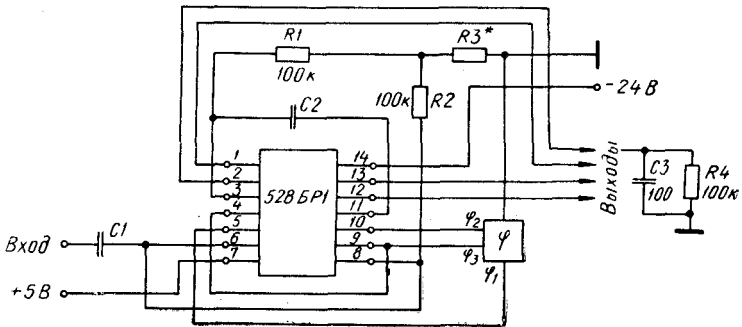 R1
100к
R3*
100к
R2
C2
-24В
1
2
3
4
5
6
7
528БР1
14
13
12
11
10
9
8
Выходы
C3
100
R4
100к
Вход
C1
+5В
φ2
φ3
φ1
φ